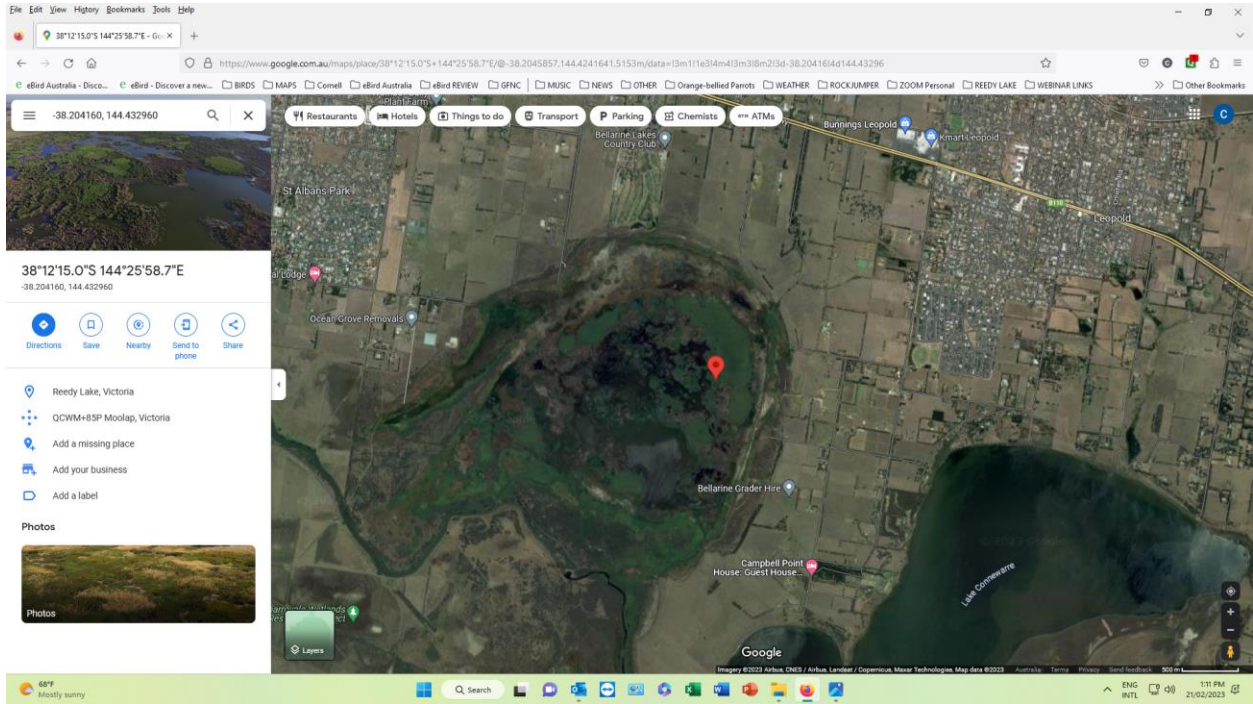 File Edit View History Bookmarks Tools Help
38°12'15.0"S 144°25'58.7"E - Goo
https://www.google.com.au/maps/place/38°12'15.0"S+144°25'58.7"E/@-38.2045857,144.4241641,5153m/data=!3m1!1e3!4m4!3m3!8m2!3d-38.20416!4d144.43296
eBird Australia - Disco... eBird - Discover a new... BIRDS MAPS Cornell eBird Australia eBird REVIEW GFNC MUSIC NEWS OTHER Orange-bellied Parrots WEATHER ROCKJUMPER ZOOM Personal REEDY LAKE WEBINAR LINKS Other Bookmarks
-38.204160, 144.432960
Restaurants Hotels Things to do Transport Parking Chemists ATMs
C
38°12'15.0"S 144°25'58.7"E
-38.204160, 144.432960
Directions Save Nearby Send to phone Share
Reedy Lake, Victoria
QCWM+85P Moolap, Victoria
Add a missing place
Add your business
Add a label
Photos
Photos
Plant Farm
Bellarine Lakes
Country Club
Bunnings Leopold
Kmart Leopold
St Albans Park
B110
Leopold
al Lodge
Ocean Grove Removals
Bellarine Grader Hire
Campbell Point
House: Guest House...
Lake Connewarre
Layers
Google
Imagery ©2023 Airbus, CNES / Airbus, Landsat / Copernicus, Maxar Technologies, Map data ©2023 Australia Terms Privacy Send feedback 500 m
68°F
Mostly sunny
Search
ENG
INTL
1:11 PM
21/02/2023